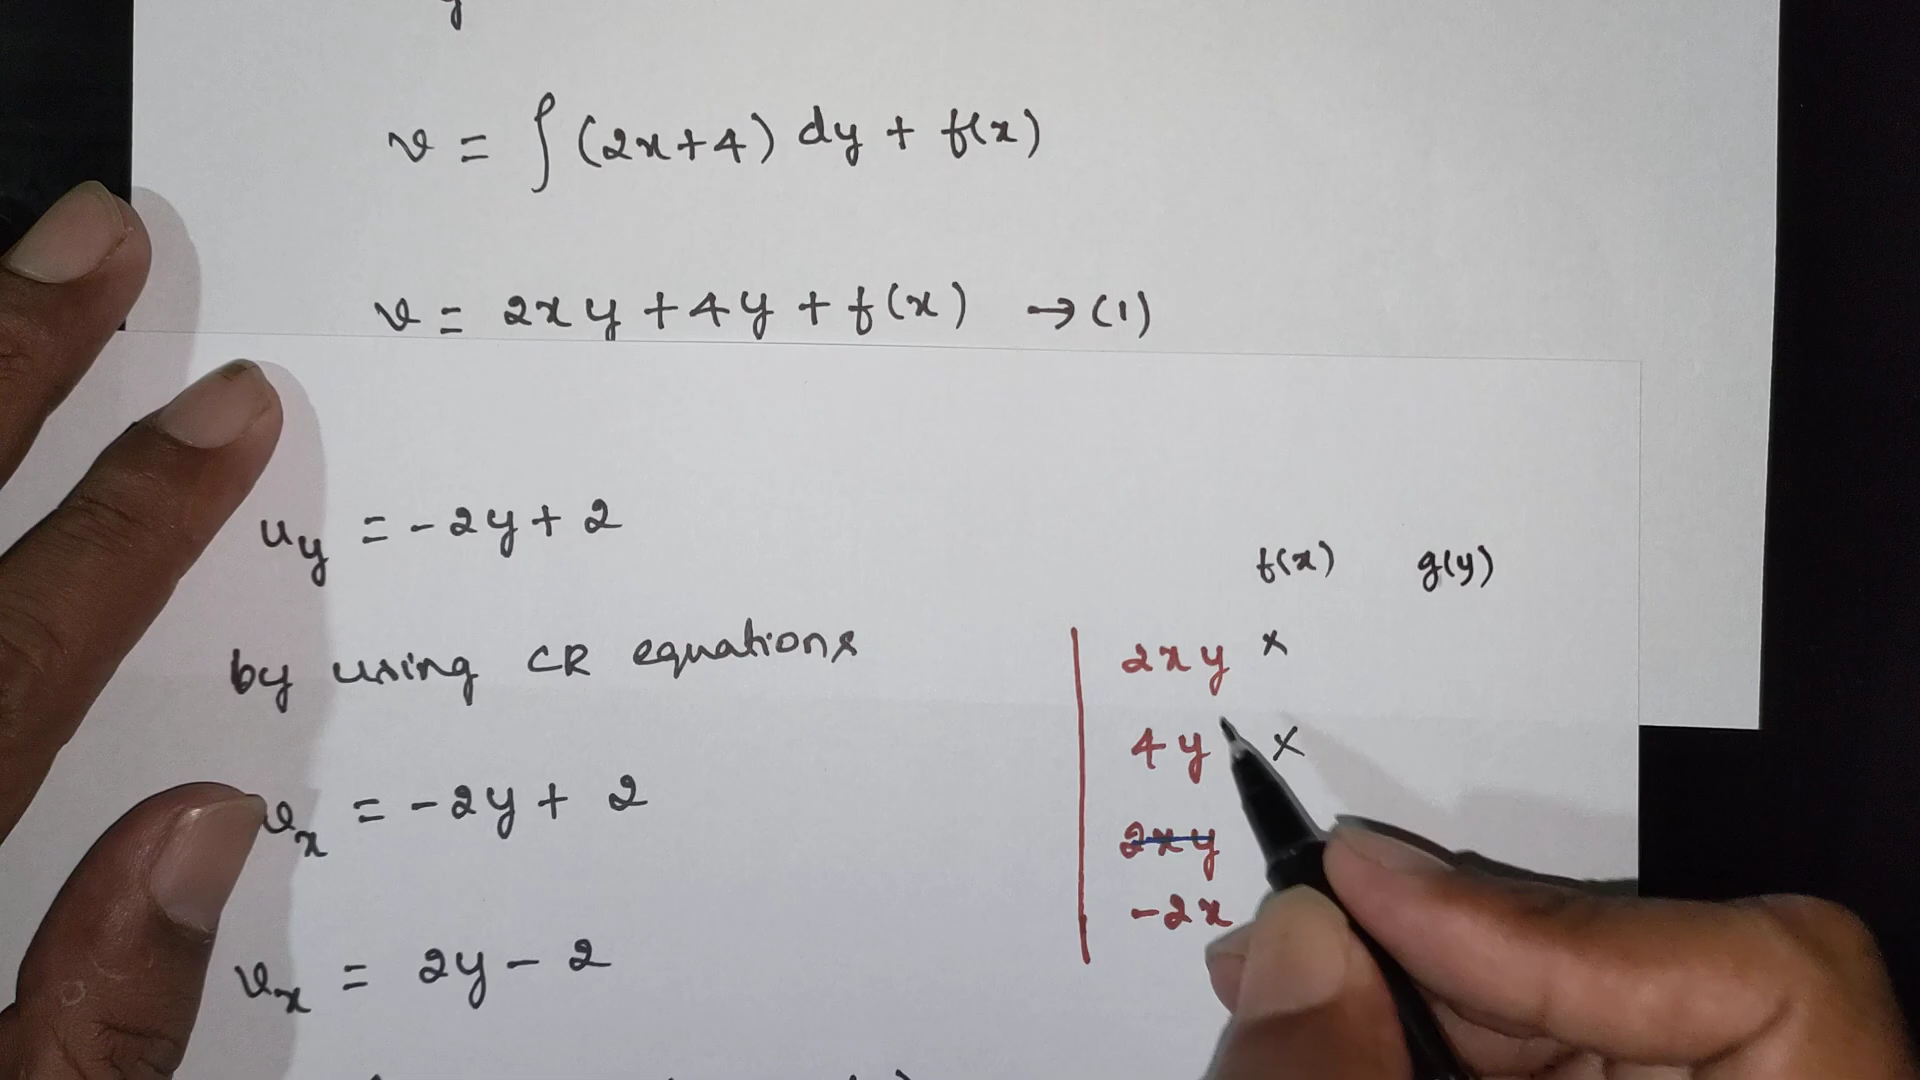 v = ∫ (2x+4) dy + f(x)
v = 2xy + 4y + f(x) → (1)
u_y = -2y + 2
by using CR equations
v_x = -2y + 2
v_x = 2y - 2
f(x) g(y)
2xy ×
4y ×
2xy
-2x